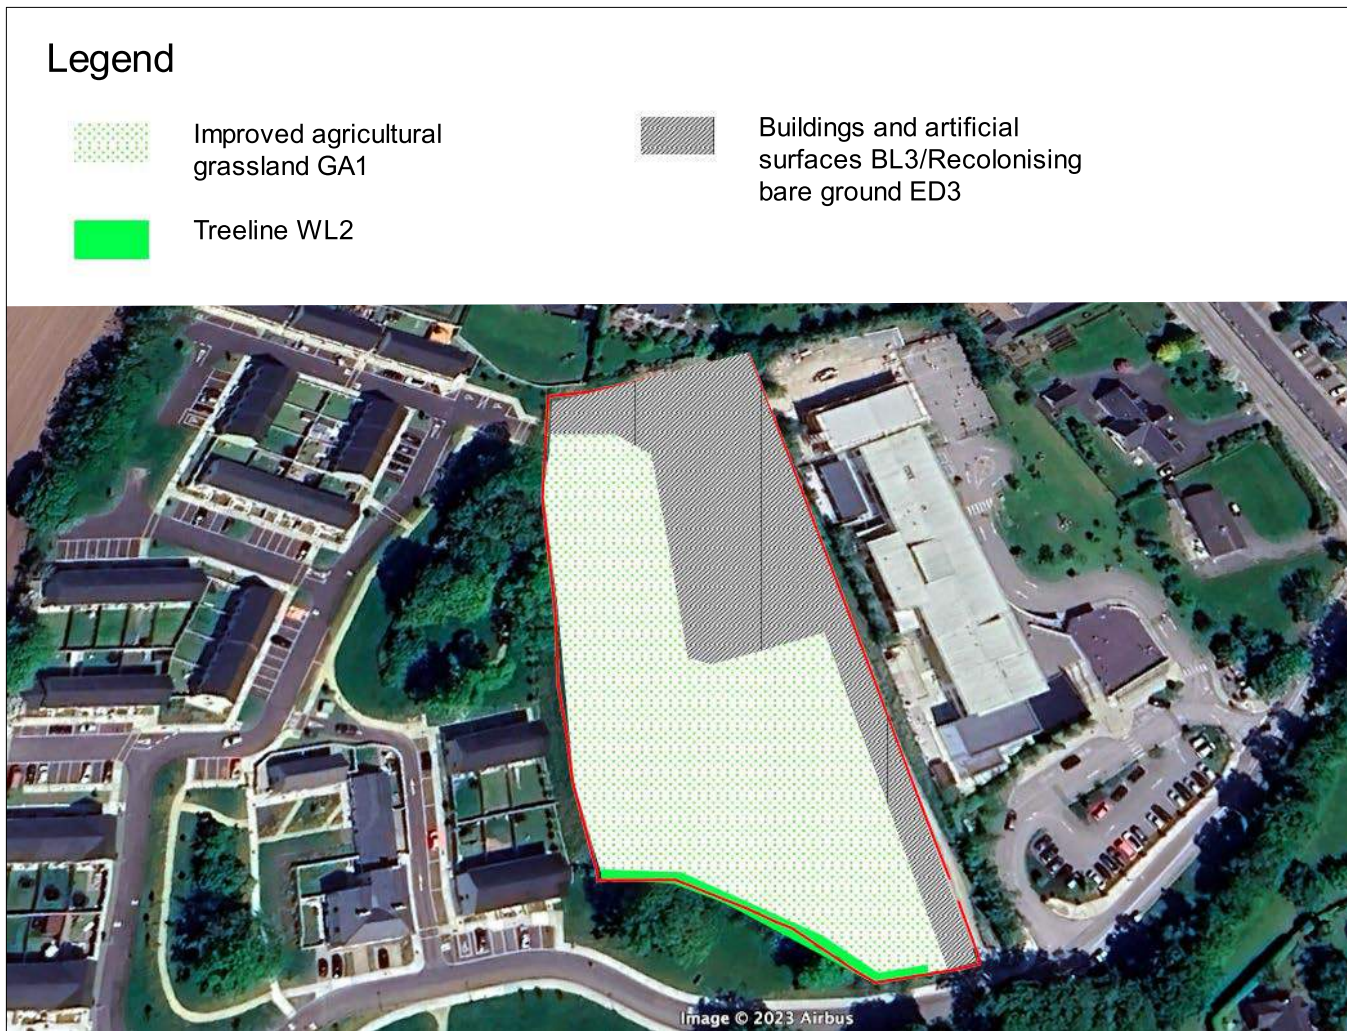 Legend
Improved agricultural
grassland GA1
Treeline WL2
Buildings and artificial
surfaces BL3/Recolonising
bare ground ED3
Image © 2023 Airbus